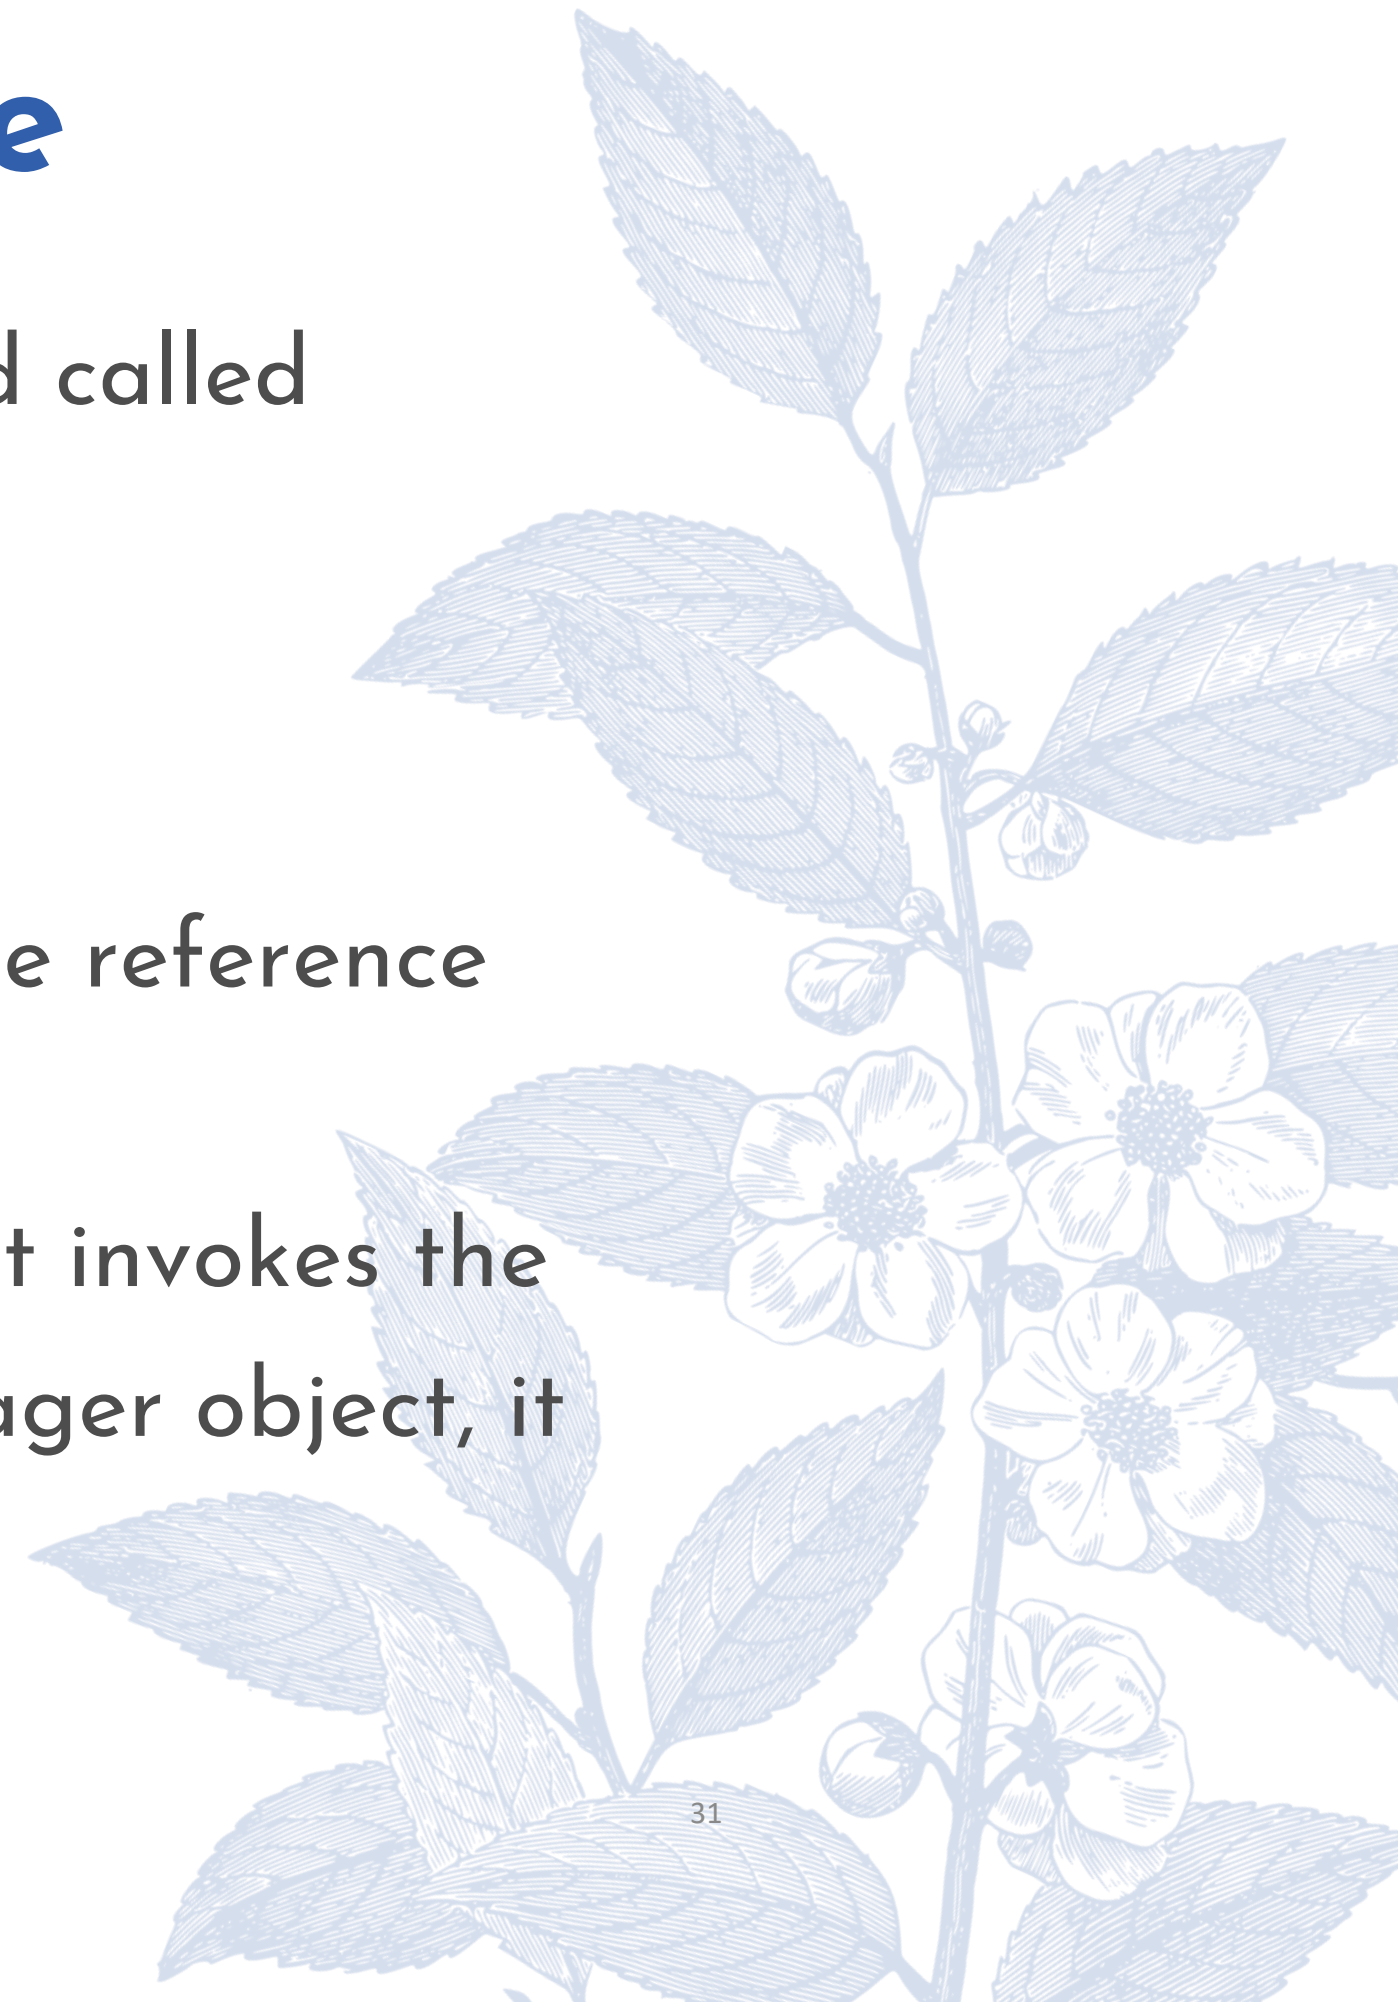 e
d called
e reference
t invokes the
ager object, it
31